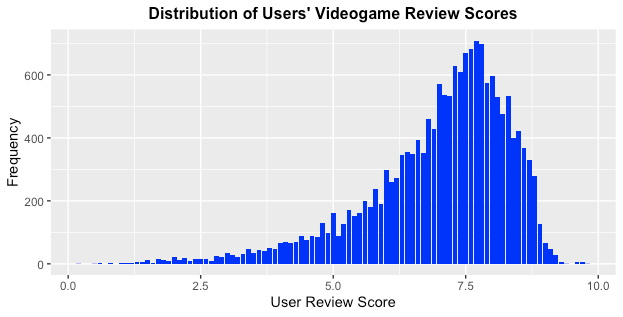 Distribution of Users' Videogame Review Scores
Frequency
600
400
200
0
0.0 2.5 5.0 7.5 10.0
User Review Score